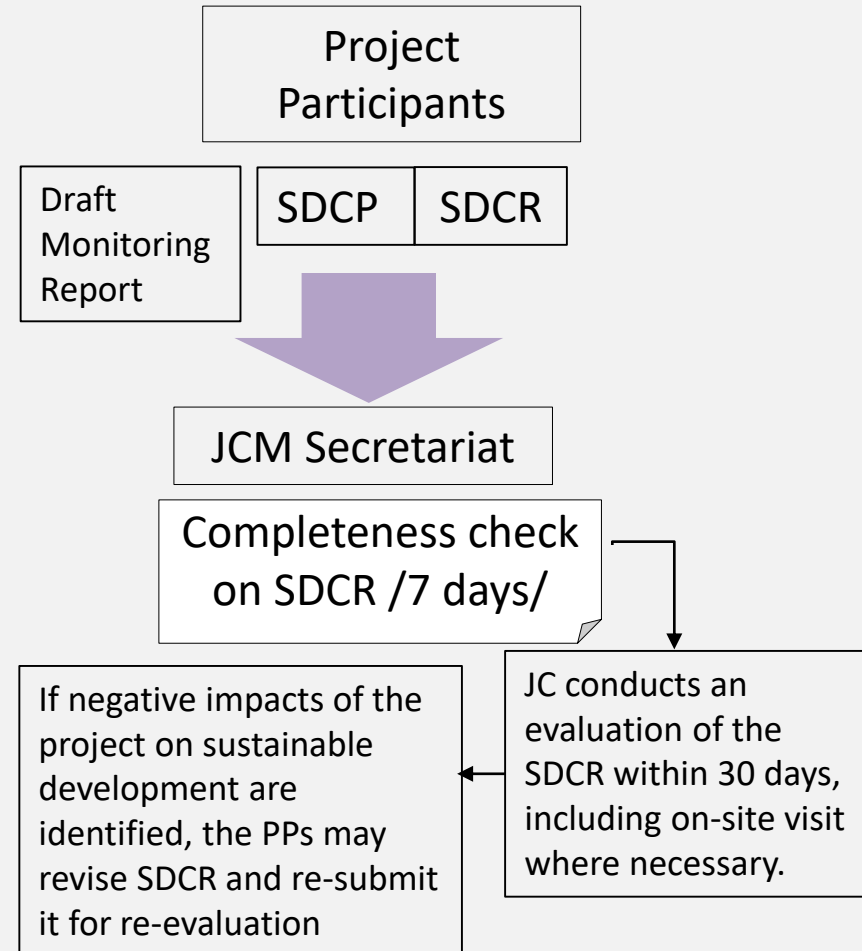 Project
Participants
Draft
Monitoring
Report
SDCP
SDCR
JCM Secretariat
Completeness check
on SDCR /7 days/
If negative impacts of the
project on sustainable
development are
identified, the PPs may
revise SDCR and re-submit
it for re-evaluation
JC conducts an
evaluation of the
SDCR within 30 days,
including on-site visit
where necessary.